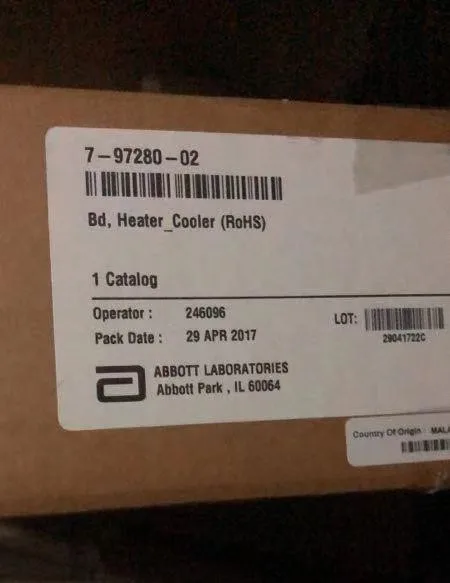 7-97280-02
Bd, Heater_Cooler (RoHS)
1 Catalog
Operator : 246096
LOT:
Pack Date : 29 APR 2017
29041722C
ABBOTT LABORATORIES
Abbott Park , IL 60064
Country Of Origin :